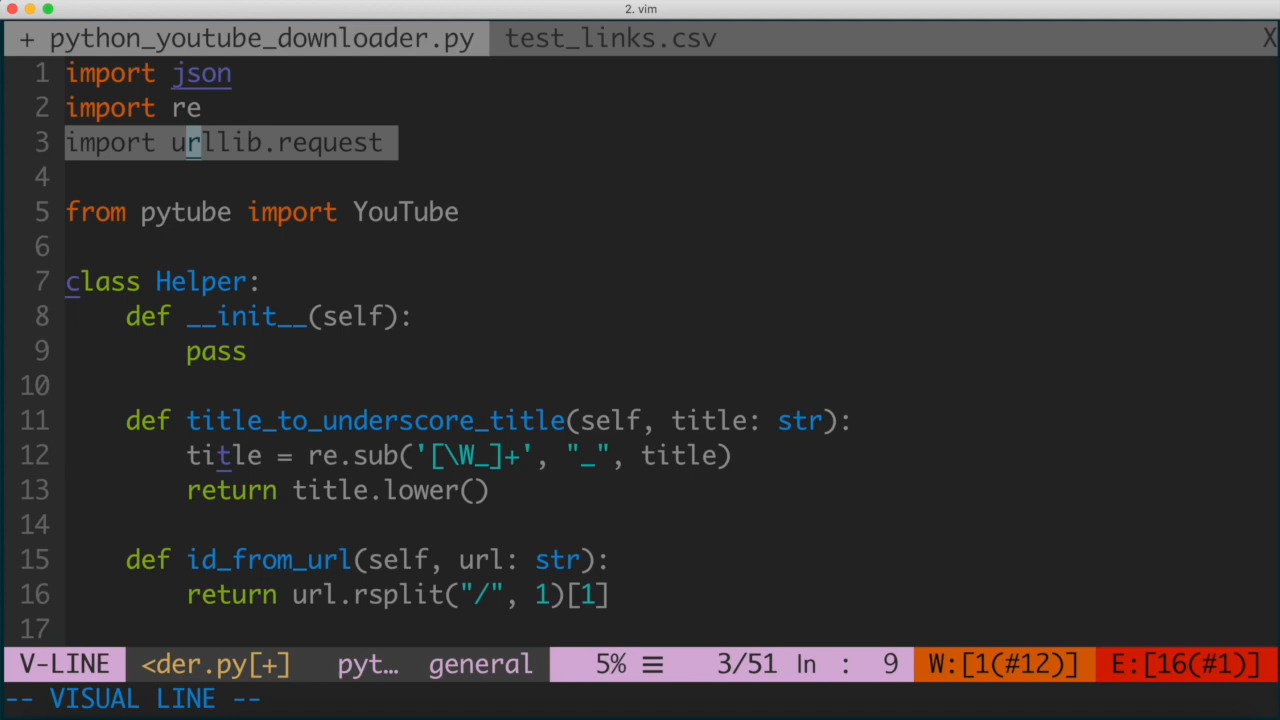 2. vim
+ python_youtube_downloader.py test_links.csv X
1 import json
2 import re
3 import urllib.request
4
5 from pytube import YouTube
6
7 class Helper:
8     def __init__(self):
9         pass
10
11     def title_to_underscore_title(self, title: str):
12         title = re.sub('[\W_]+', "_", title)
13         return title.lower()
14
15     def id_from_url(self, url: str):
16         return url.rsplit("/", 1)[1]
17
V-LINE <der.py[+] pyt… general 5% ☰ 3/51 ln : 9 W:[1(#12)] E:[16(#1)]
-- VISUAL LINE --